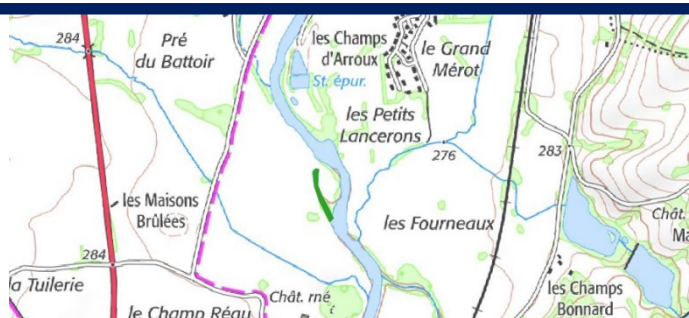 284
Pré
du Battoir
les Champs
d'Arroux
le Grand
Mérot
St. épur.
les Petits
Lancerons
276
283
les Maisons
Brûlées
les Fourneaux
Chât.
284
Tuilerie
Chât. rné
le Champ Réau
les Champs
Bonnard